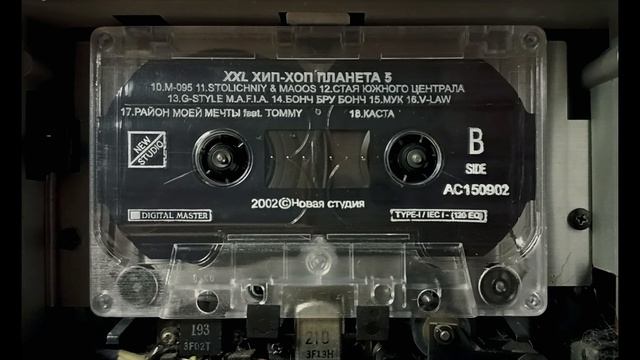 XXL ХИП-ХОП ПЛАНЕТА 5
10.M-095 11.STOLICHNIY & MAOOS 12.СТАЯ ЮЖНОГО ЦЕНТРАЛА
13.G-STYLE M.A.F.I.A. 14.БОНЧ БРУ БОНЧ 15.МУК 16.V-LAW
17.РАЙОН МОЕЙ МЕЧТЫ feat. TOMMY 18.КАСТА
NEW STUDIO
B
SIDE
AC150902
2002©Новая студия
DIGITAL MASTER
TYPE-I / IEC I - (120 EQ)
193
3F02T
210
3F13H